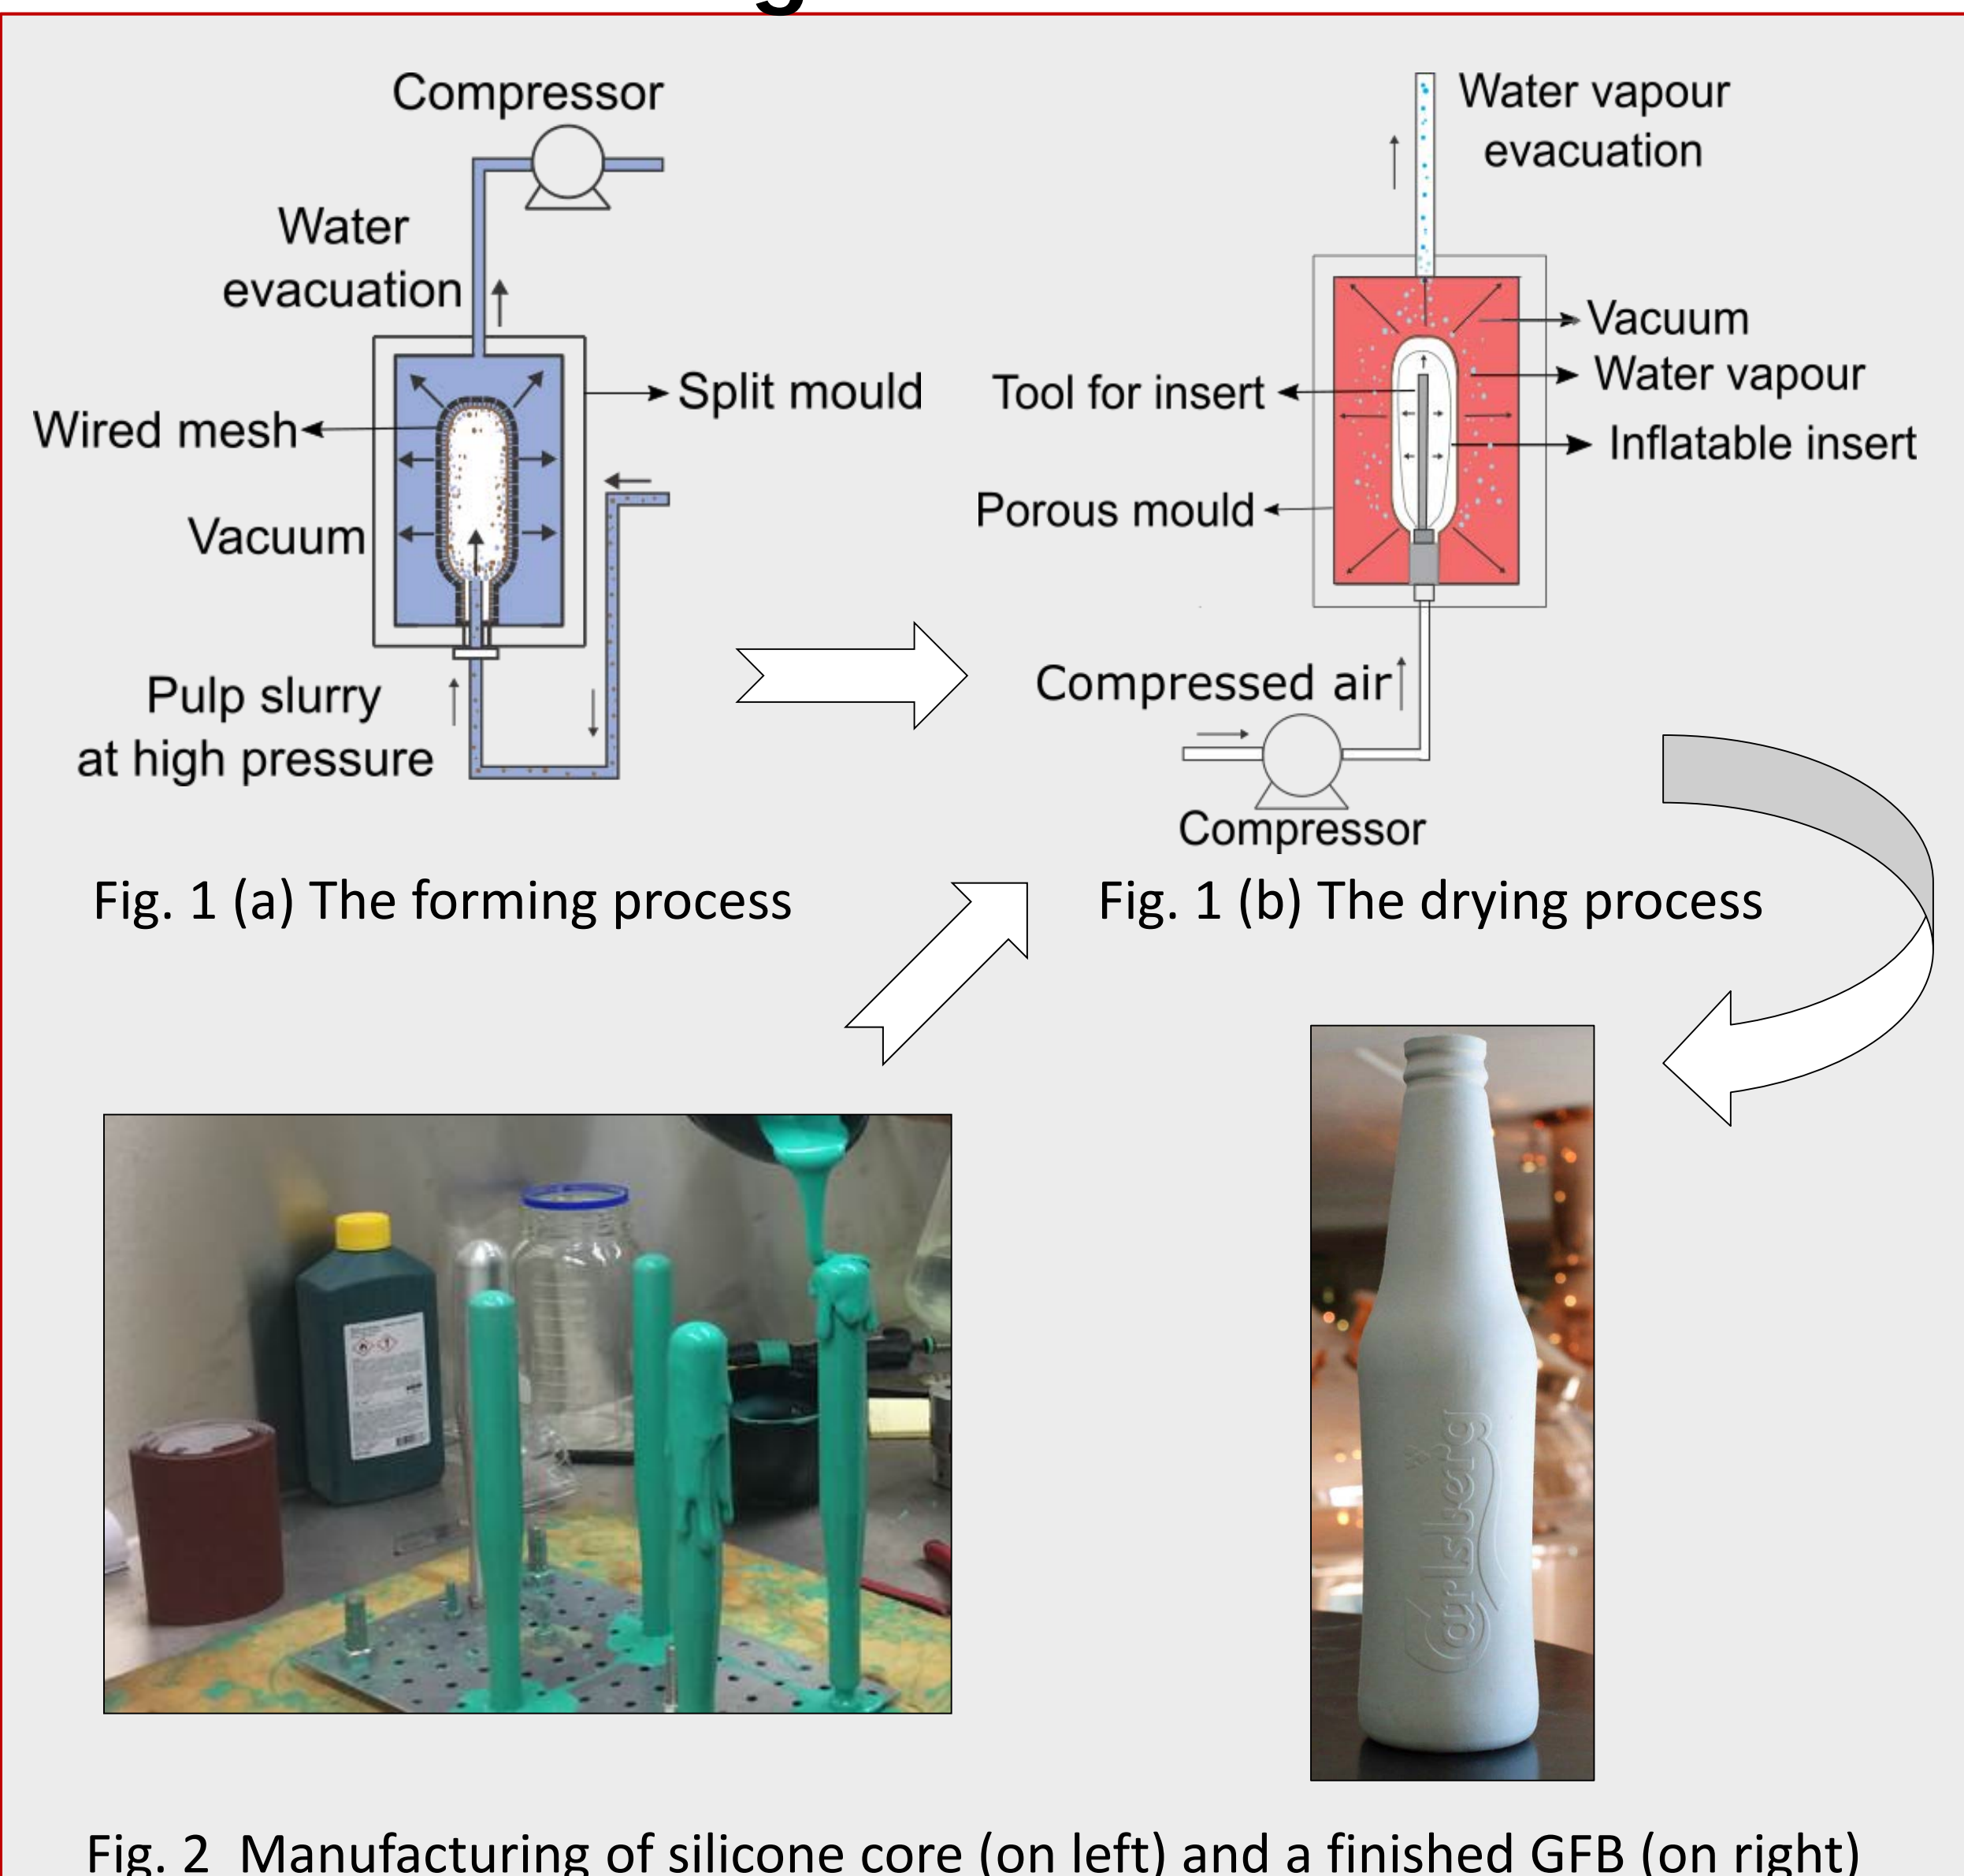 Compressor
Water
evacuation
Split mould
Wired mesh
Vacuum
Pulp slurry
at high pressure
Fig. 1 (a) The forming process
Water vapour
evacuation
Vacuum
Water vapour
Tool for insert
Inflatable insert
Porous mould
Compressed air
Compressor
Fig. 1 (b) The drying process
Carlsberg
Fig. 2 Manufacturing of silicone core (on left) and a finished GFB (on right)